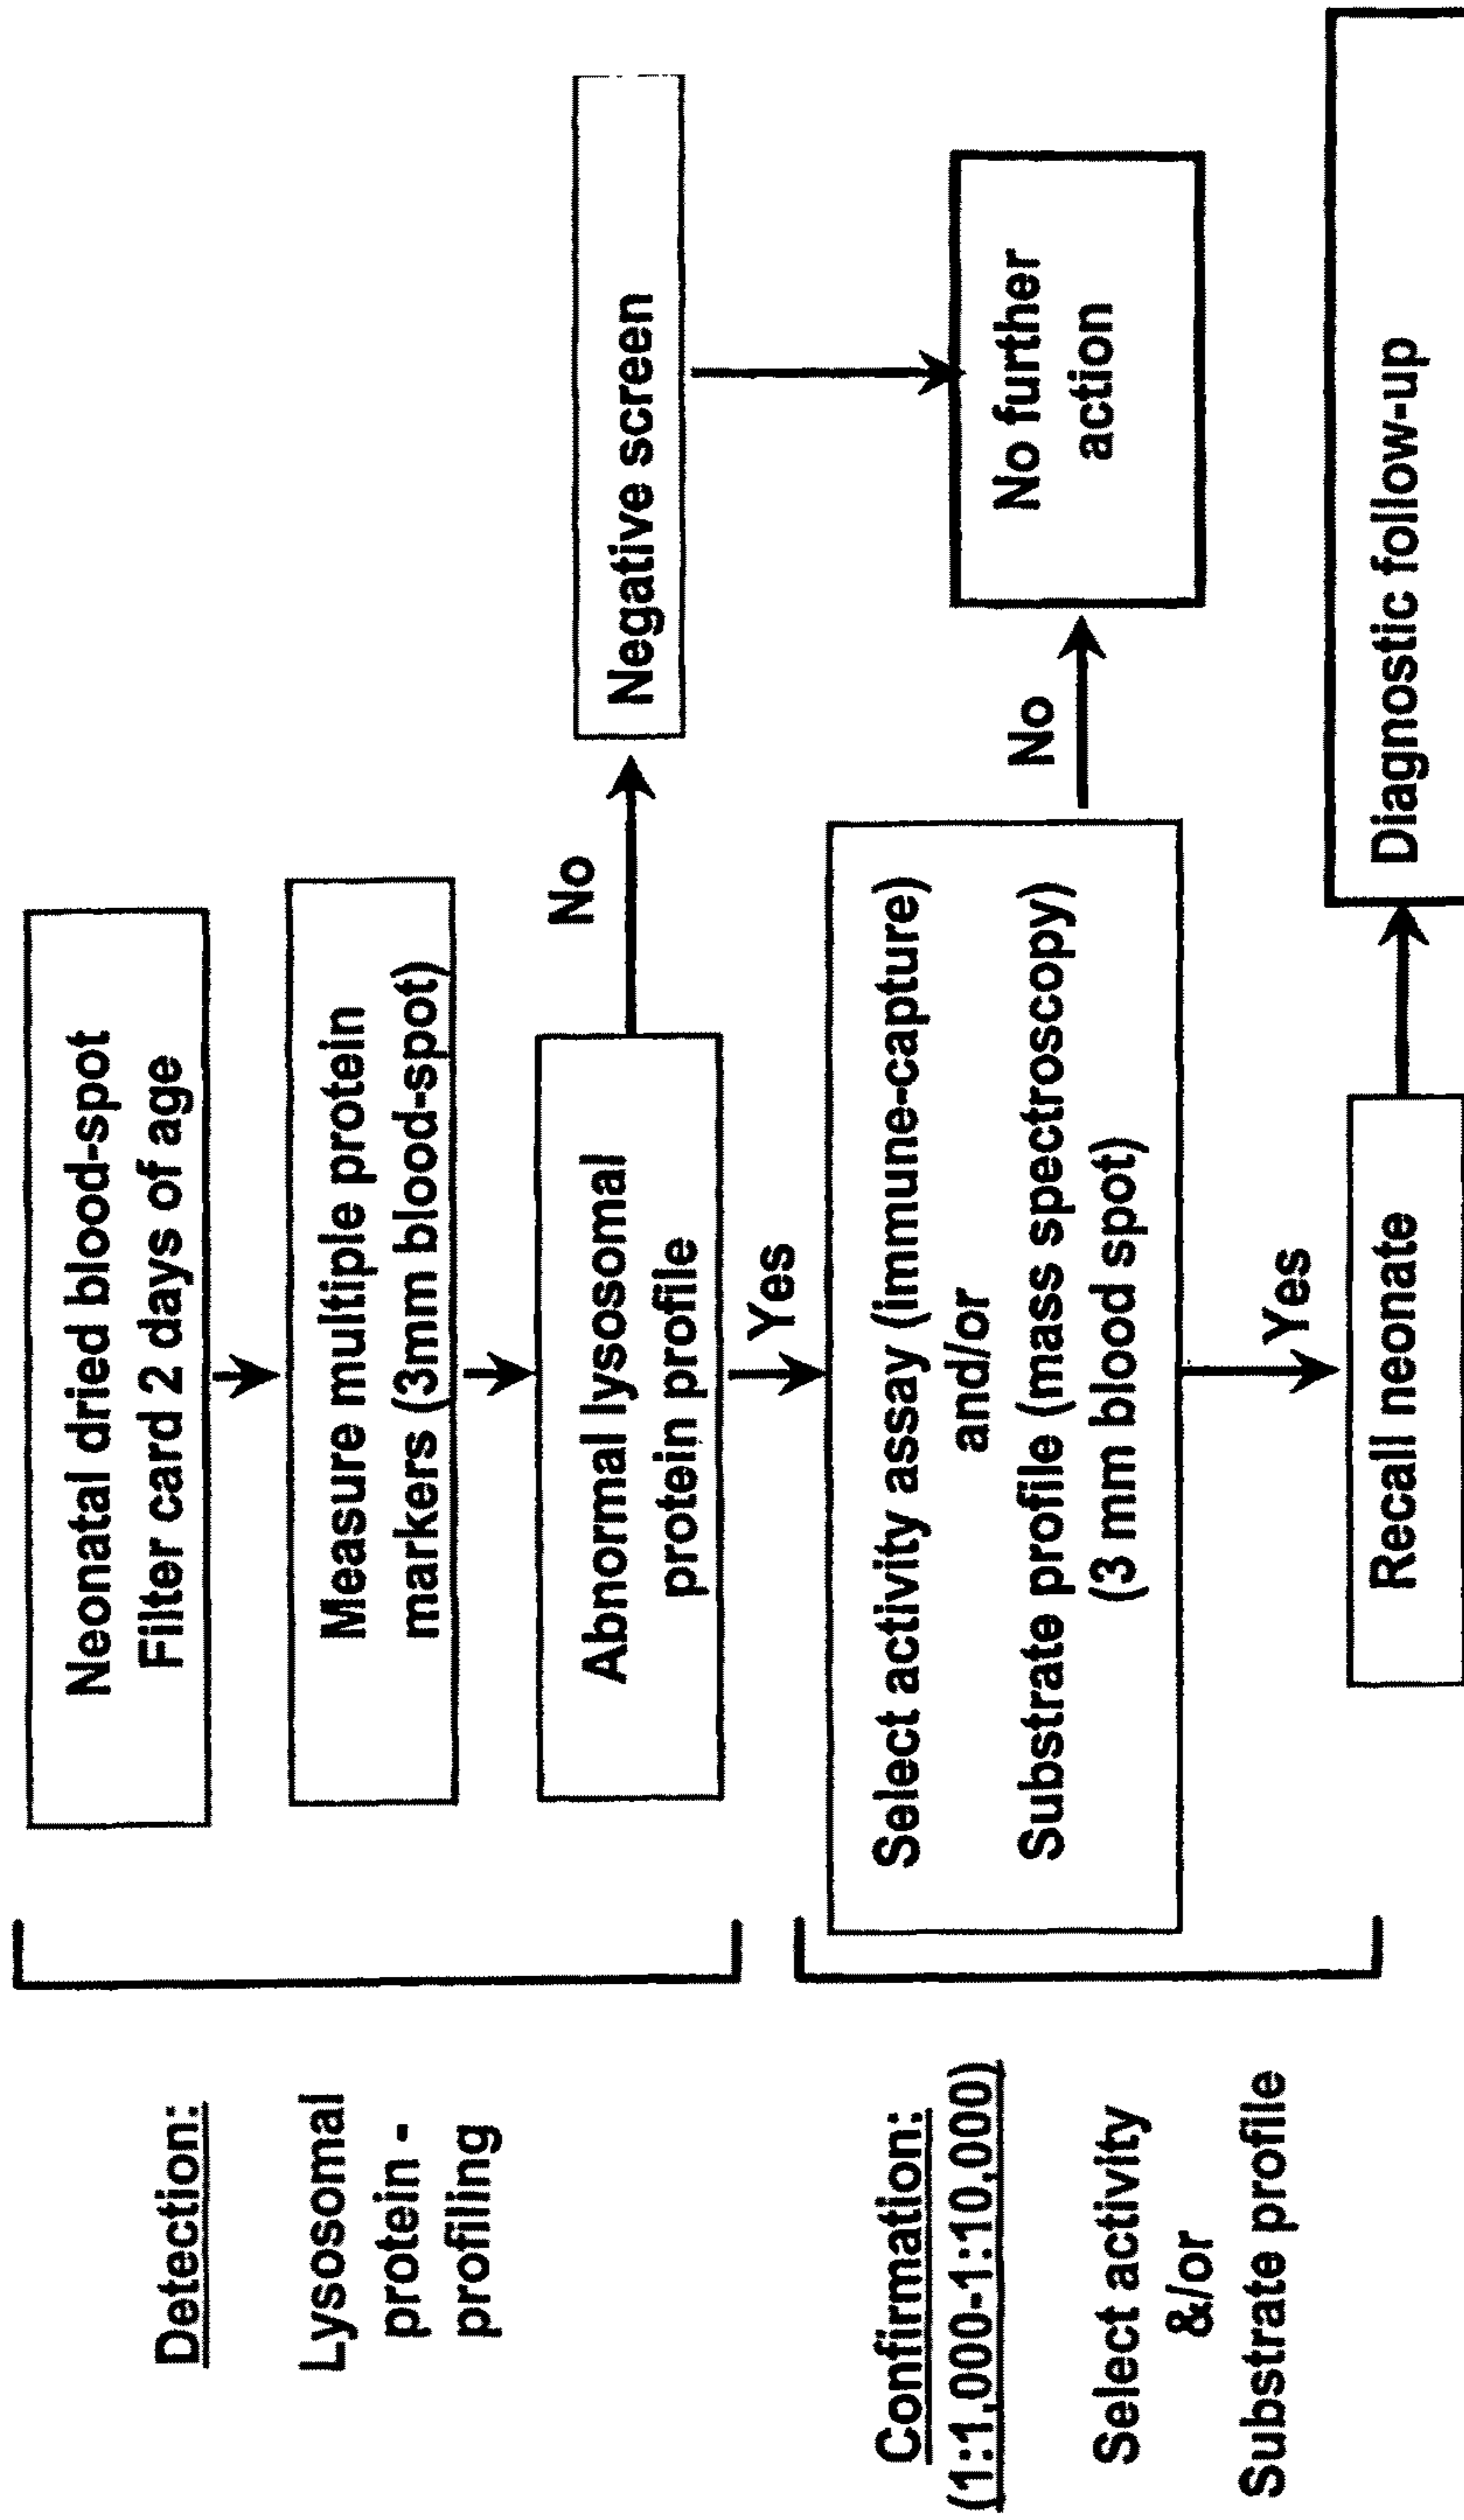 Detection:
Lysosomal
protein -
profiling
Neonatal dried blood-spot
Filter card 2 days of age
Measure multiple protein
markers (3mm blood-spot)
Abnormal lysosomal
protein profile
No
Negative screen
Yes
Confirmation:
(1:1,000-1:10,000)
Select activity
&/or
Substrate profile
Select activity assay (immune-capture)
and/or
Substrate profile (mass spectroscopy)
(3 mm blood spot)
No
No further
action
Yes
Recall neonate
Diagnostic follow-up